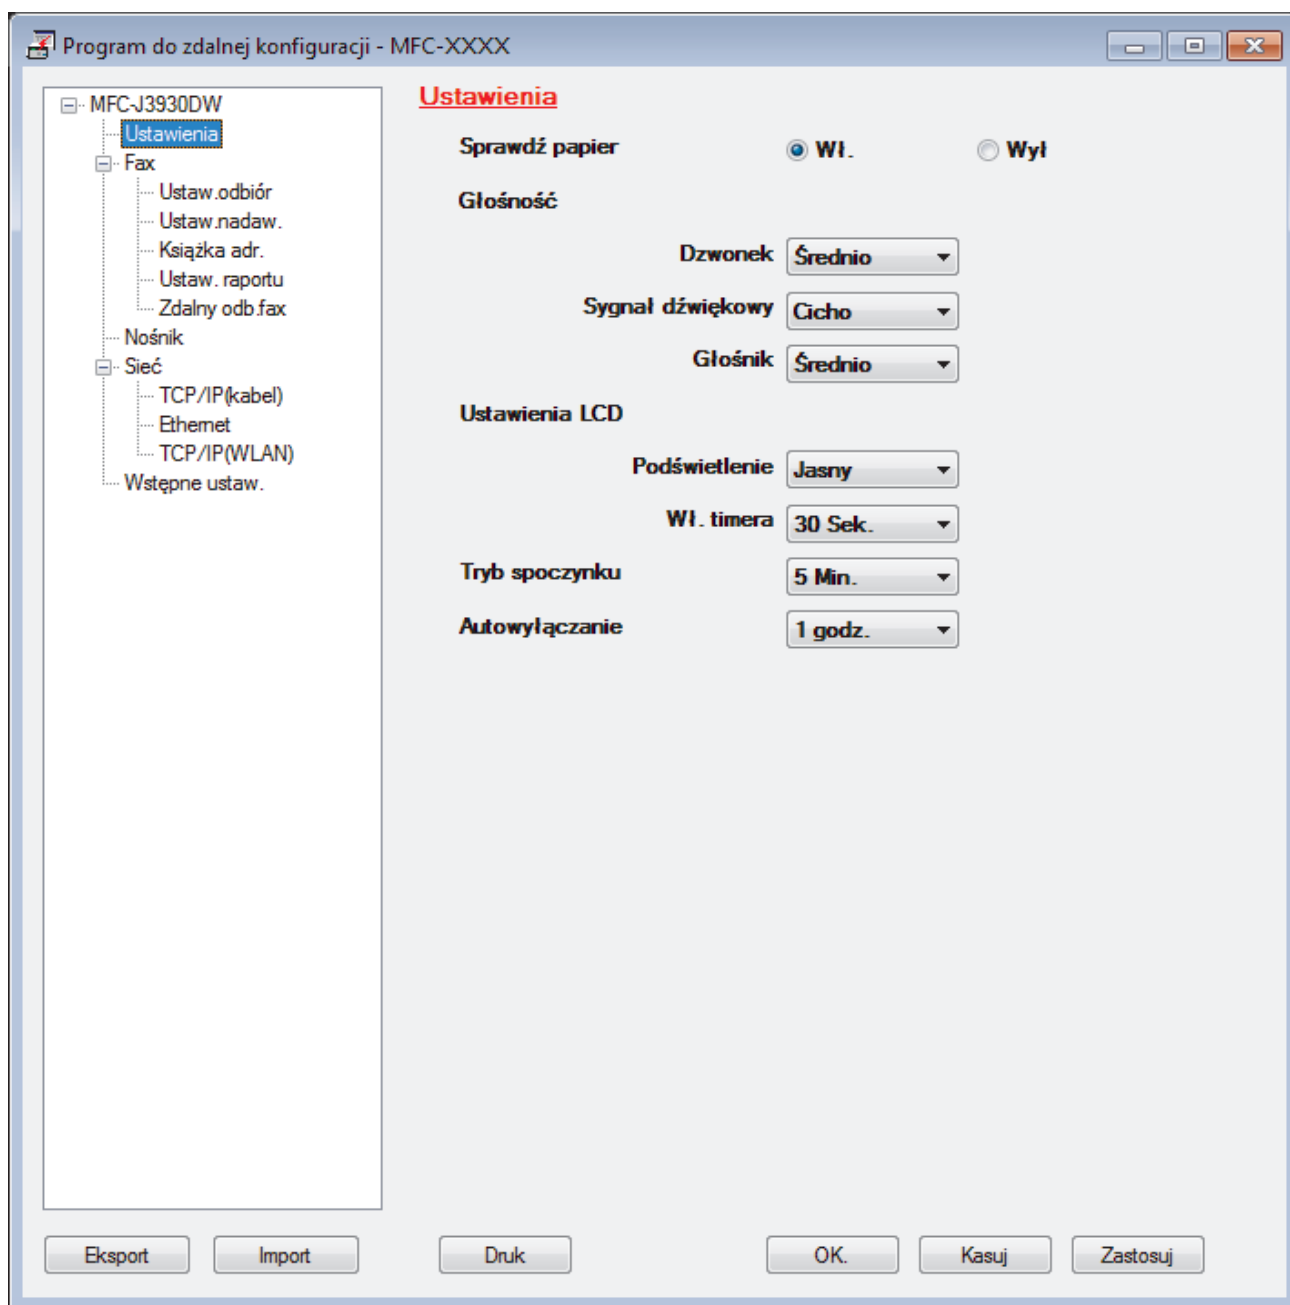 Program do zdalnej konfiguracji - MFC-XXXX
MFC-J3930DW
Ustawienia
Fax
Ustaw.odbiór
Ustaw.nadaw.
Książka adr.
Ustaw. raportu
Zdalny odb.fax
Nośnik
Sieć
TCP/IP(kabel)
Ethernet
TCP/IP(WLAN)
Wstępne ustaw.
Ustawienia
Sprawdź papier Wł. Wył
Głośność
Dzwonek Średnio
Sygnał dźwiękowy Cicho
Głośnik Średnio
Ustawienia LCD
Podświetlenie Jasny
Wł. timera 30 Sek.
Tryb spoczynku 5 Min.
Autowyłączanie 1 godz.
Eksport Import Druk OK. Kasuj Zastosuj